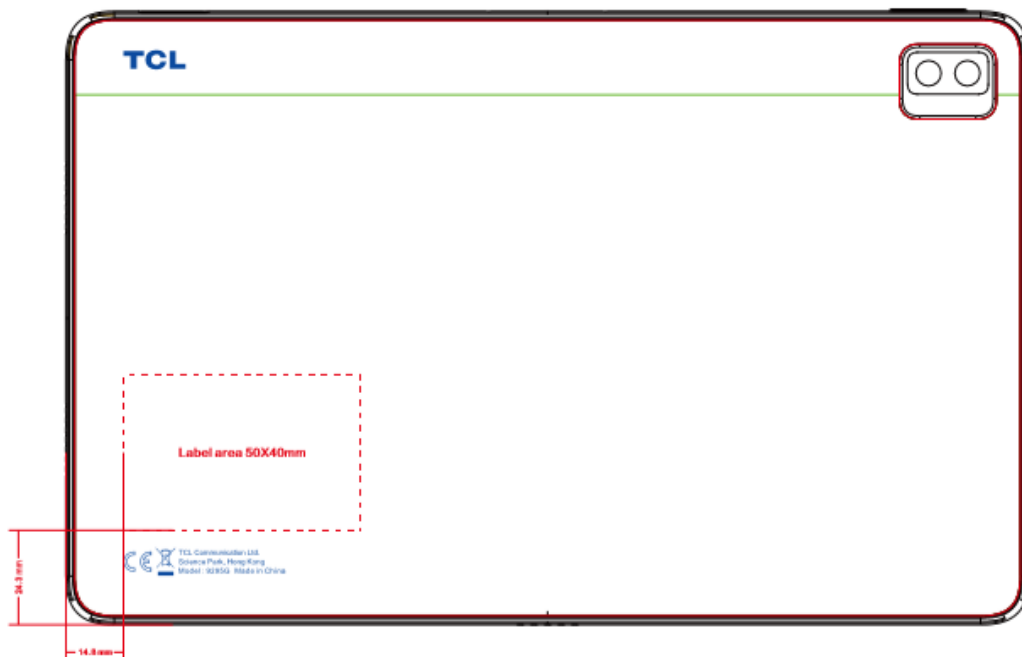 TCL
Label area 50X40mm
TCL Communication Ltd.
Science Park, Hong Kong
Model : 9295G Made in China
24.3 mm
14.8 mm